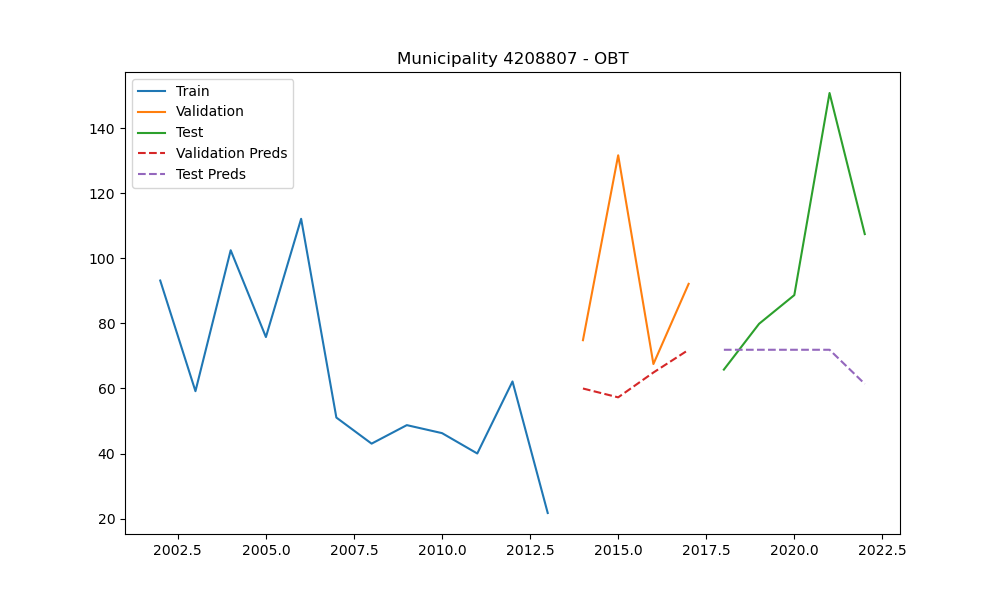 Municipality 4208807 - OBT
Train
Validation
Test
Validation Preds
Test Preds
140
120
100
80
60
40
20
2002.5 2005.0 2007.5 2010.0 2012.5 2015.0 2017.5 2020.0 2022.5